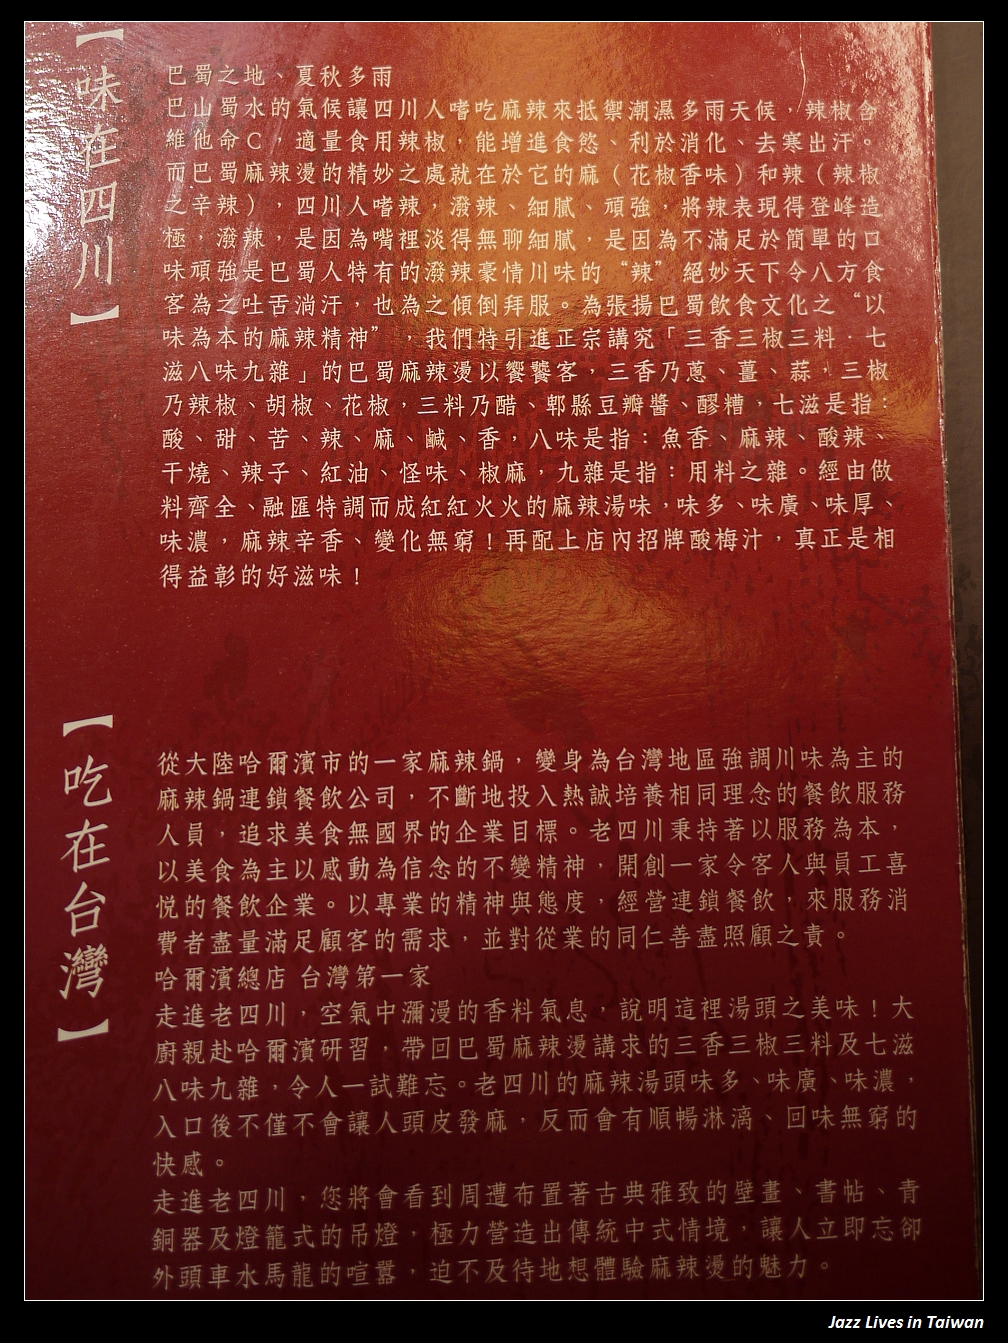 【味在四川】
巴蜀之地、夏秋多雨
巴山蜀水的氣候讓四川人嗜吃麻辣來抵禦潮濕多雨天候，辣椒含
維他命C，適量食用辣椒，能增進食慾、利於消化、去寒出汗。
而巴蜀麻辣燙的精妙之處就在於它的麻（花椒香味）和辣（辣椒
之辛辣），四川人嗜辣，潑辣、細膩、頑強，將辣表現得登峰造
極，潑辣，是因為嘴裡淡得無聊細膩，是因為不滿足於簡單的口
味頑強是巴蜀人特有的潑辣豪情川味的“辣”絕妙天下令八方食
客為之吐舌淌汗，也為之傾倒拜服。為張揚巴蜀飲食文化之“以
味為本的麻辣精神”，我們特引進正宗講究「三香三椒三料‧七
滋八味九雜」的巴蜀麻辣燙以饗饕客，三香乃蔥、薑、蒜，三椒
乃辣椒、胡椒、花椒，三料乃醋、郫縣豆瓣醬、醪糟，七滋是指：
酸、甜、苦、辣、麻、鹹、香，八味是指：魚香、麻辣、酸辣、
干燒、辣子、紅油、怪味、椒麻，九雜是指：用料之雜。經由做
料齊全、融匯特調而成紅紅火火的麻辣湯味，味多、味廣、味厚、
味濃，麻辣辛香、變化無窮！再配上店內招牌酸梅汁，真正是相
得益彰的好滋味！
【吃在台灣】
從大陸哈爾濱市的一家麻辣鍋，變身為台灣地區強調川味為主的
麻辣鍋連鎖餐飲公司，不斷地投入熱誠培養相同理念的餐飲服務
人員，追求美食無國界的企業目標。老四川秉持著以服務為本，
以美食為主以感動為信念的不變精神，開創一家令客人與員工喜
悅的餐飲企業。以專業的精神與態度，經營連鎖餐飲，來服務消
費者盡量滿足顧客的需求，並對從業的同仁善盡照顧之責。
哈爾濱總店 台灣第一家
走進老四川，空氣中瀰漫的香料氣息，說明這裡湯頭之美味！大
廚親赴哈爾濱研習，帶回巴蜀麻辣燙講求的三香三椒三料及七滋
八味九雜，令人一試難忘。老四川的麻辣湯頭味多、味廣、味濃，
入口後不僅不會讓人頭皮發麻，反而會有順暢淋漓、回味無窮的
快感。
走進老四川，您將會看到周遭布置著古典雅致的壁畫、書帖、青
銅器及燈籠式的吊燈，極力營造出傳統中式情境，讓人立即忘卻
外頭車水馬龍的喧囂，迫不及待地想體驗麻辣燙的魅力。
Jazz Lives in Taiwan